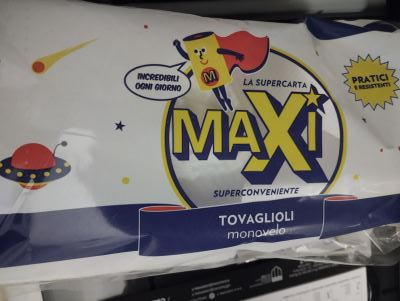 INCREDIBILI
OGNI GIORNO
M
LA SUPERCARTA
PRATICI
E RESISTENTI
MAXI
SUPERCONVENIENTE
TOVAGLIOLI
monovelo